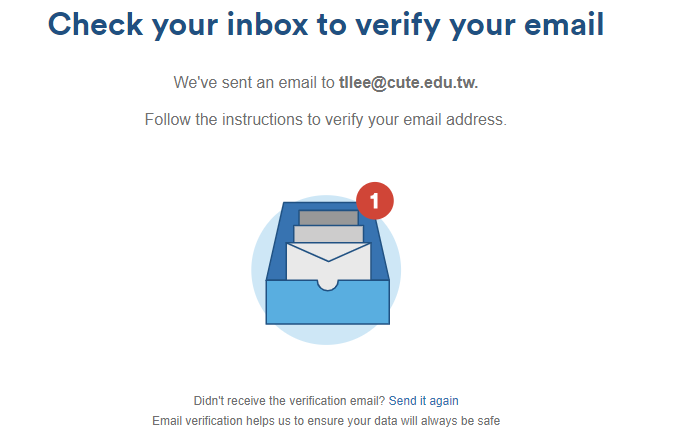 Check your inbox to verify your email
We've sent an email to tllee@cute.edu.tw.
Follow the instructions to verify your email address.
1
Didn't receive the verification email? Send it again
Email verification helps us to ensure your data will always be safe